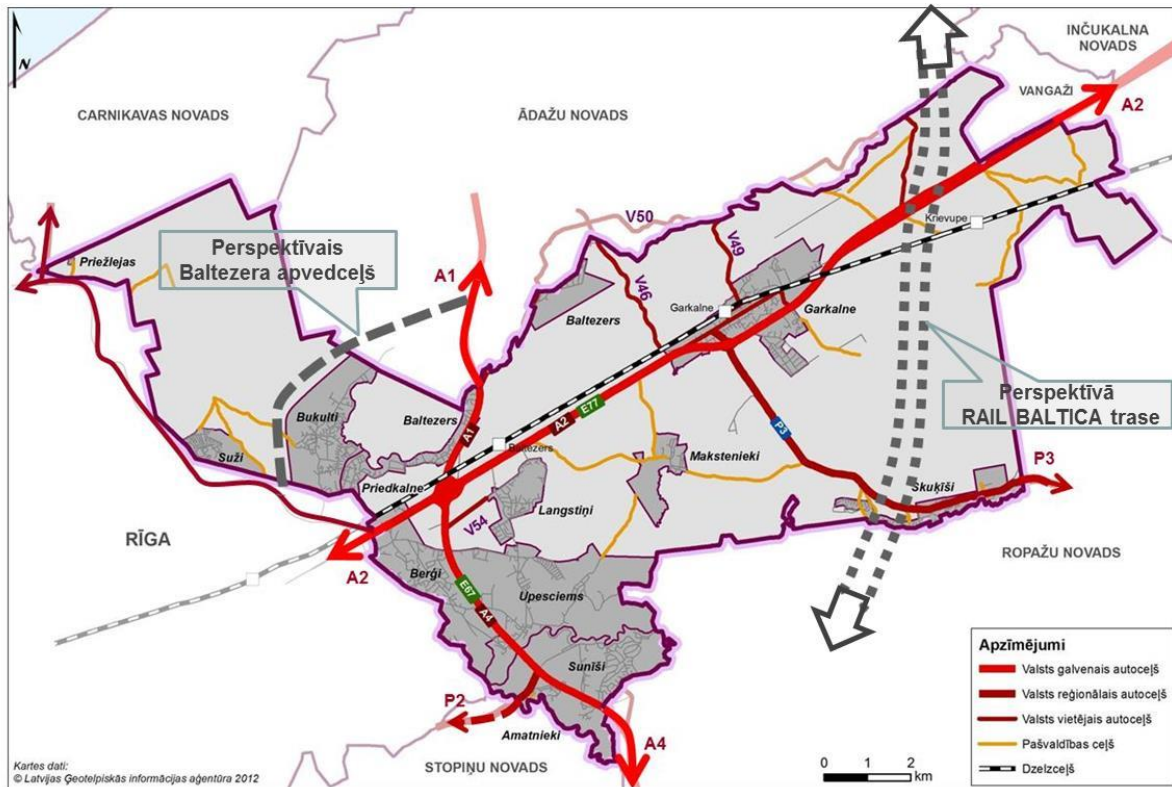 N
INČUKALNA
NOVADS
VANGAŽI
A2
CARNIKAVAS NOVADS
ĀDAŽU NOVADS
V50
Krievupe
V49
Priežlejas
Perspektīvais
Baltezera apvedceļš
A1
V46
Baltezers
Garkalne
Garkalne
Perspektīvā
RAIL BALTICA trase
E77
A2
P3
Bukulti
Baltezers
A1
Baltezers
Suži
Makstenieki
Skuķīši
P3
Priedkalne
Langstiņi
V54
RĪGA
A2
ROPAŽU NOVADS
Berģi
E67
A4
Upesciems
Sunīši
P2
Amatnieki
A4
STOPIŅU NOVADS
Apzīmējumi
Valsts galvenais autoceļš
Valsts reģionālais autoceļš
Valsts vietējais autoceļš
Pašvaldības ceļš
Dzelzceļš
0 1 2
km
Kartes dati:
© Latvijas Ģeotelpiskās informācijas aģentūra 2012